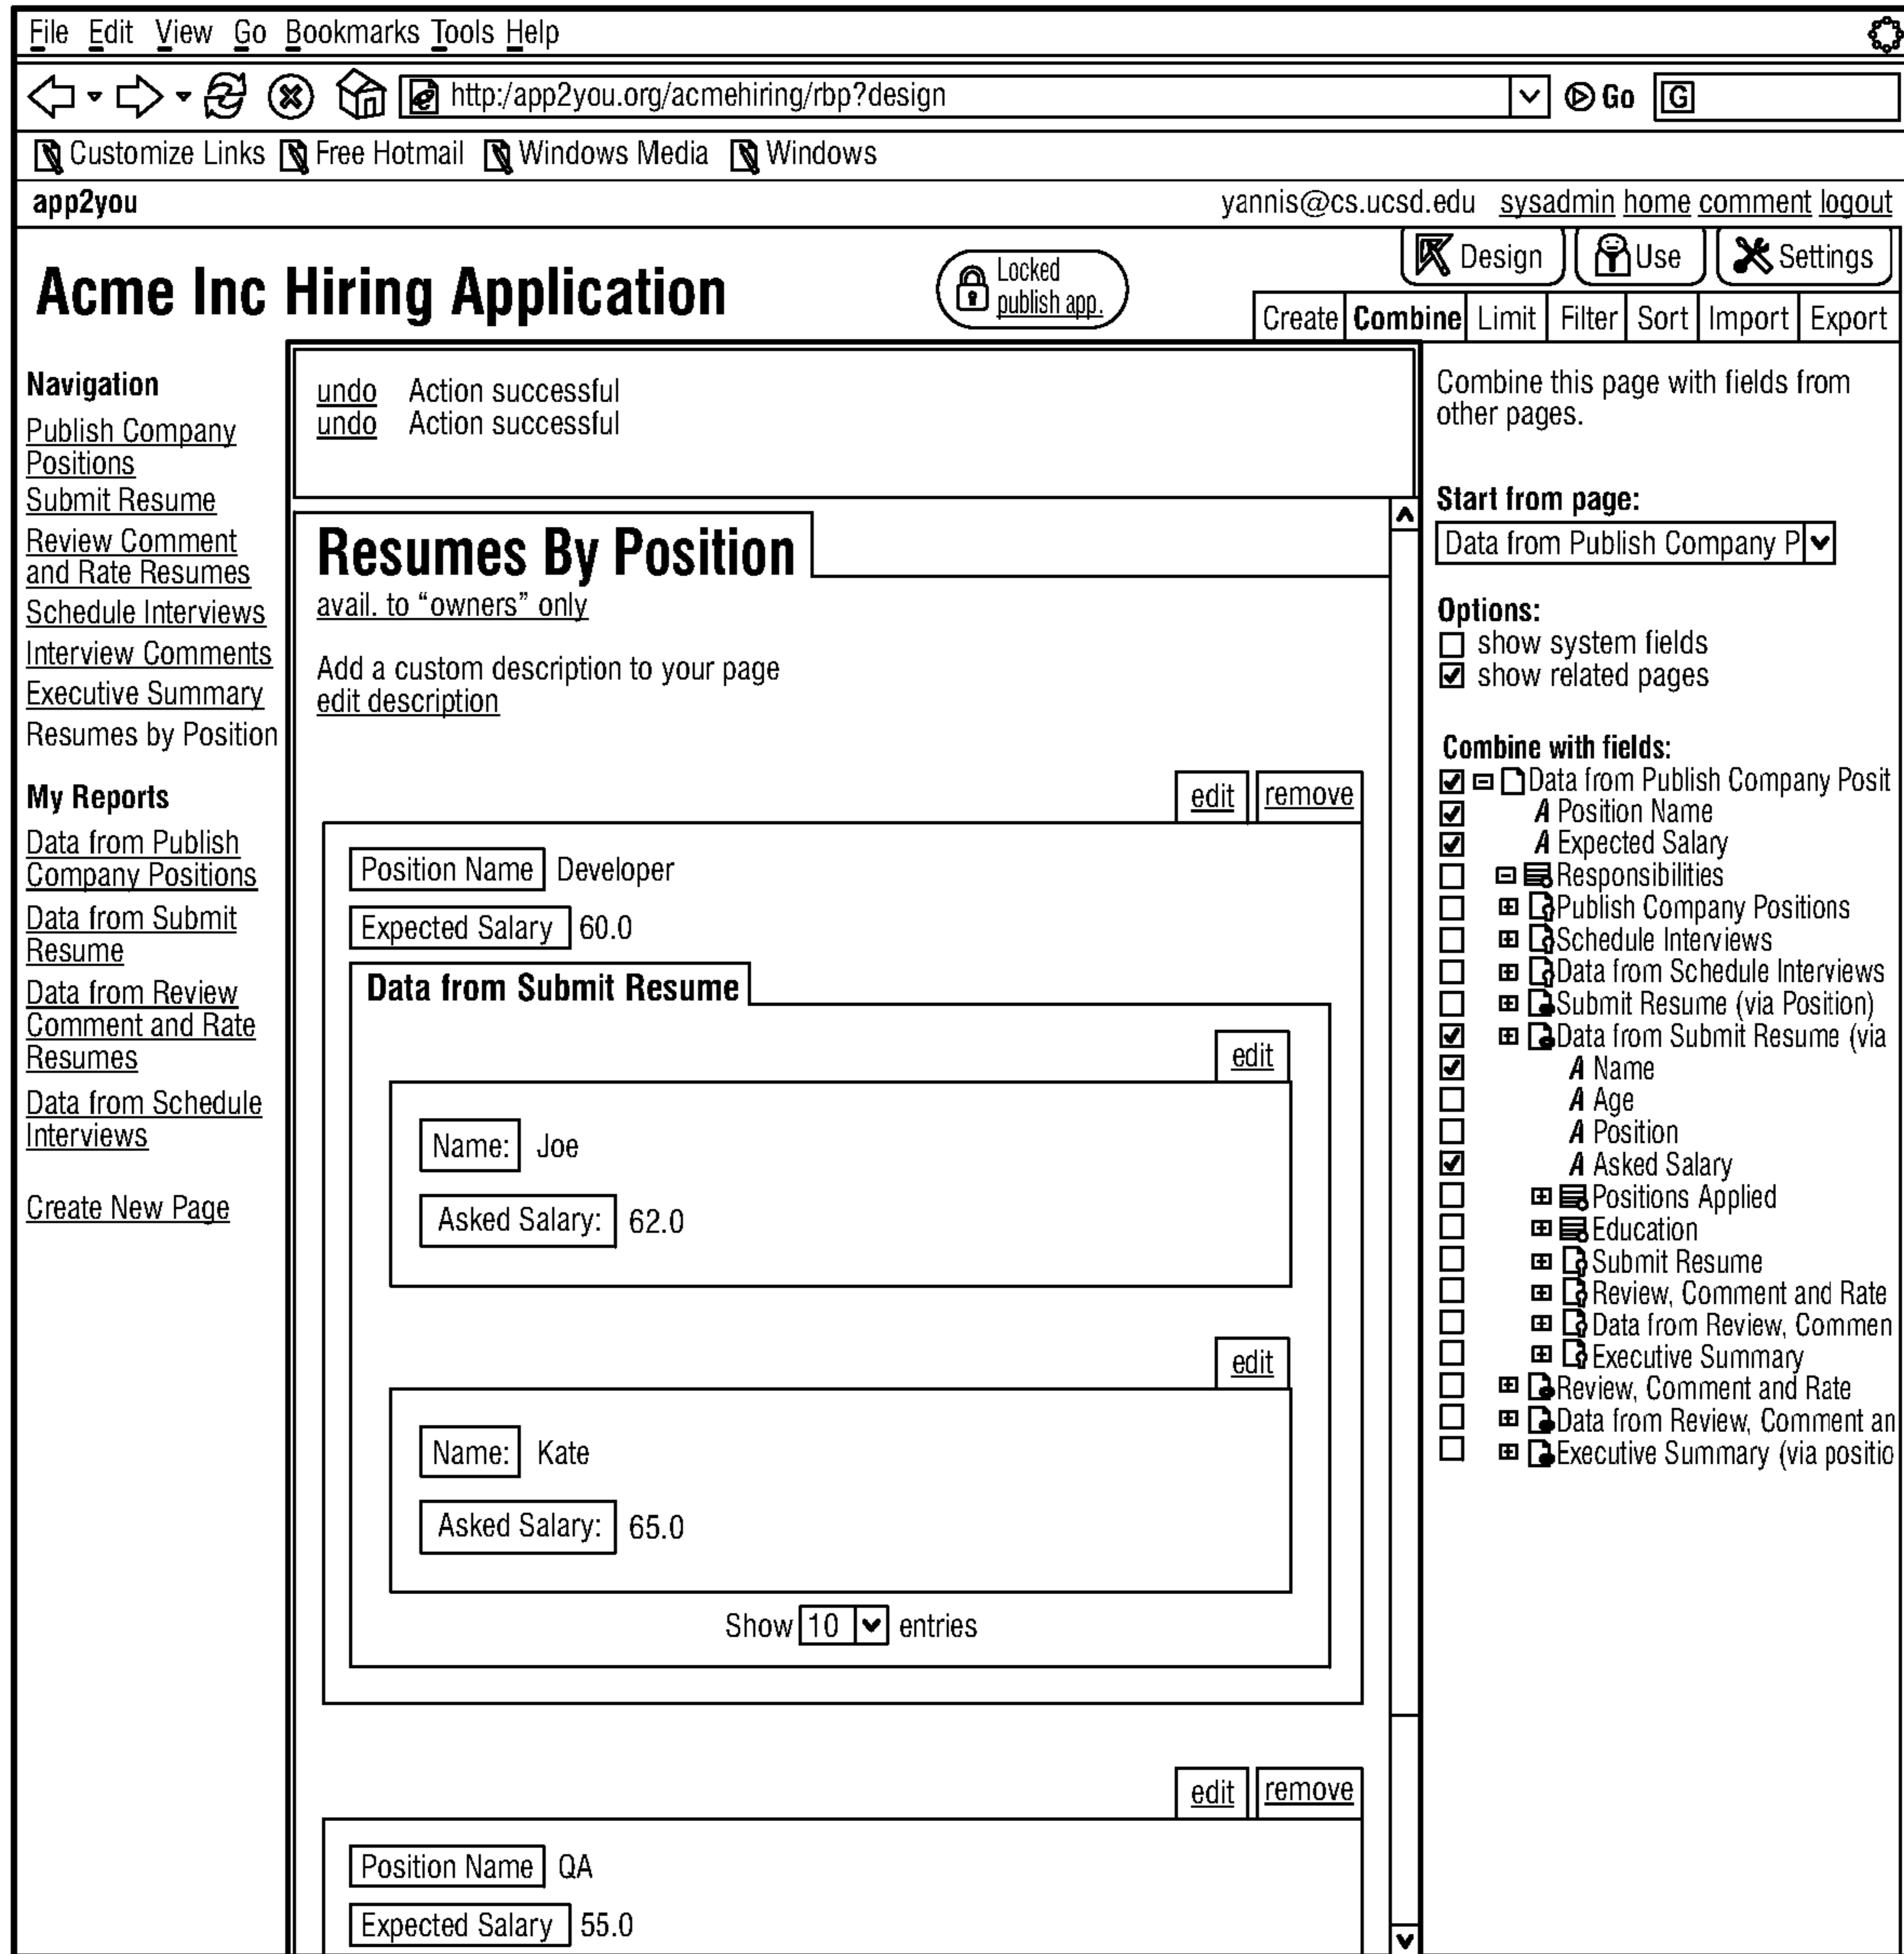 File Edit View Go Bookmarks Tools Help
http:/app2you.org/acmehiring/rbp?design
Go
G
Customize Links Free Hotmail Windows Media Windows
app2you
yannis@cs.ucsd.edu sysadmin home comment logout
Acme Inc Hiring Application
Locked
publish app.
Design Use Settings
Create Combine Limit Filter Sort Import Export
Navigation
Publish Company
Positions
Submit Resume
Review Comment
and Rate Resumes
Schedule Interviews
Interview Comments
Executive Summary
Resumes by Position
My Reports
Data from Publish
Company Positions
Data from Submit
Resume
Data from Review
Comment and Rate
Resumes
Data from Schedule
Interviews
Create New Page
undo Action successful
undo Action successful
Resumes By Position
avail. to “owners” only
Add a custom description to your page
edit description
edit remove
Position Name Developer
Expected Salary 60.0
Data from Submit Resume
edit
Name: Joe
Asked Salary: 62.0
edit
Name: Kate
Asked Salary: 65.0
Show 10 entries
edit remove
Position Name QA
Expected Salary 55.0
Combine this page with fields from
other pages.
Start from page:
Data from Publish Company P
Options:
show system fields
show related pages
Combine with fields:
Data from Publish Company Posit
A Position Name
A Expected Salary
Responsibilities
Publish Company Positions
Schedule Interviews
Data from Schedule Interviews
Submit Resume (via Position)
Data from Submit Resume (via
A Name
A Age
A Position
A Asked Salary
Positions Applied
Education
Submit Resume
Review, Comment and Rate
Data from Review, Commen
Executive Summary
Review, Comment and Rate
Data from Review, Comment an
Executive Summary (via positio